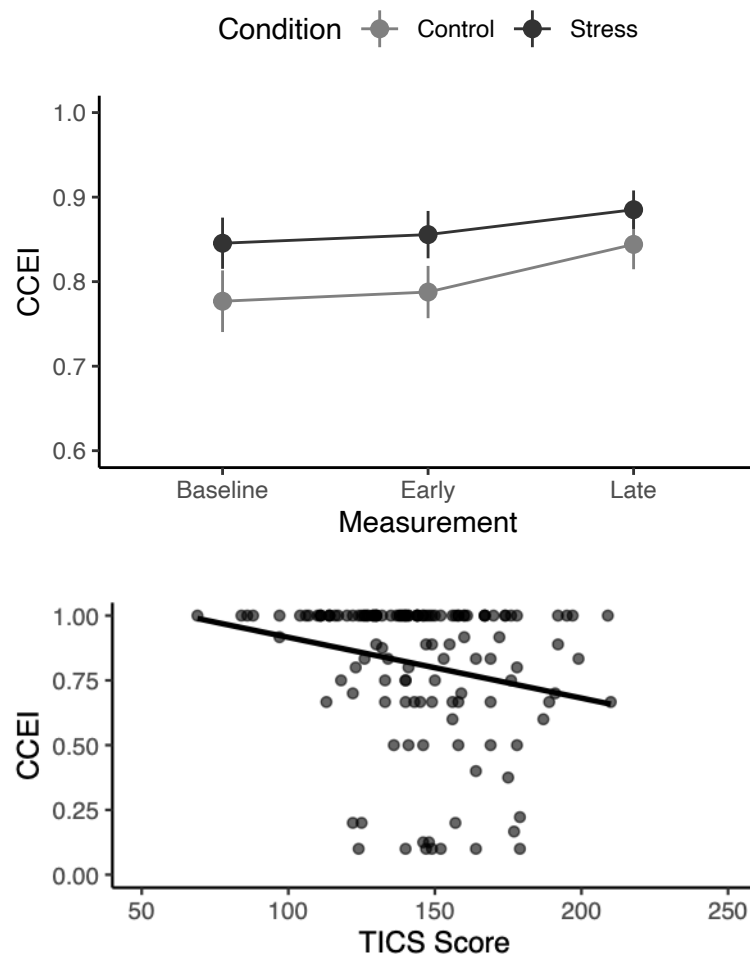 Condition Control Stress
1.0
0.9
0.8
0.7
0.6
CCEI
Baseline Early Late
Measurement
1.00
0.75
0.50
0.25
0.00
CCEI
50 100 150 200 250
TICS Score